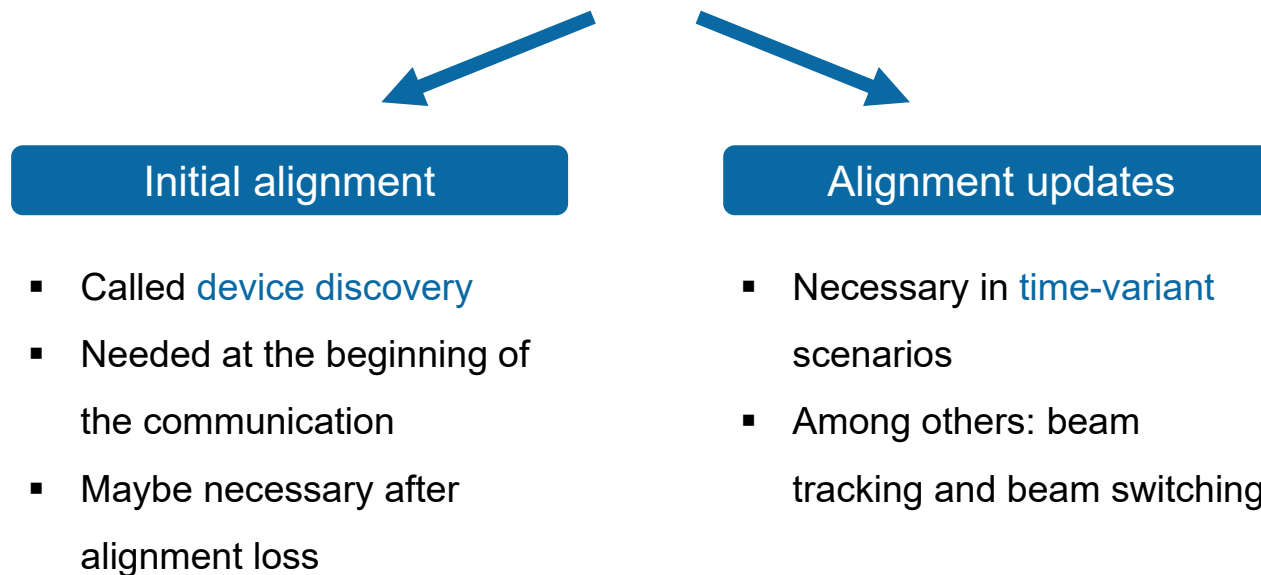 Initial alignment
▪ Called device discovery
▪ Needed at the beginning of
the communication
▪ Maybe necessary after
alignment loss
Alignment updates
▪ Necessary in time-variant
scenarios
▪ Among others: beam
tracking and beam switching